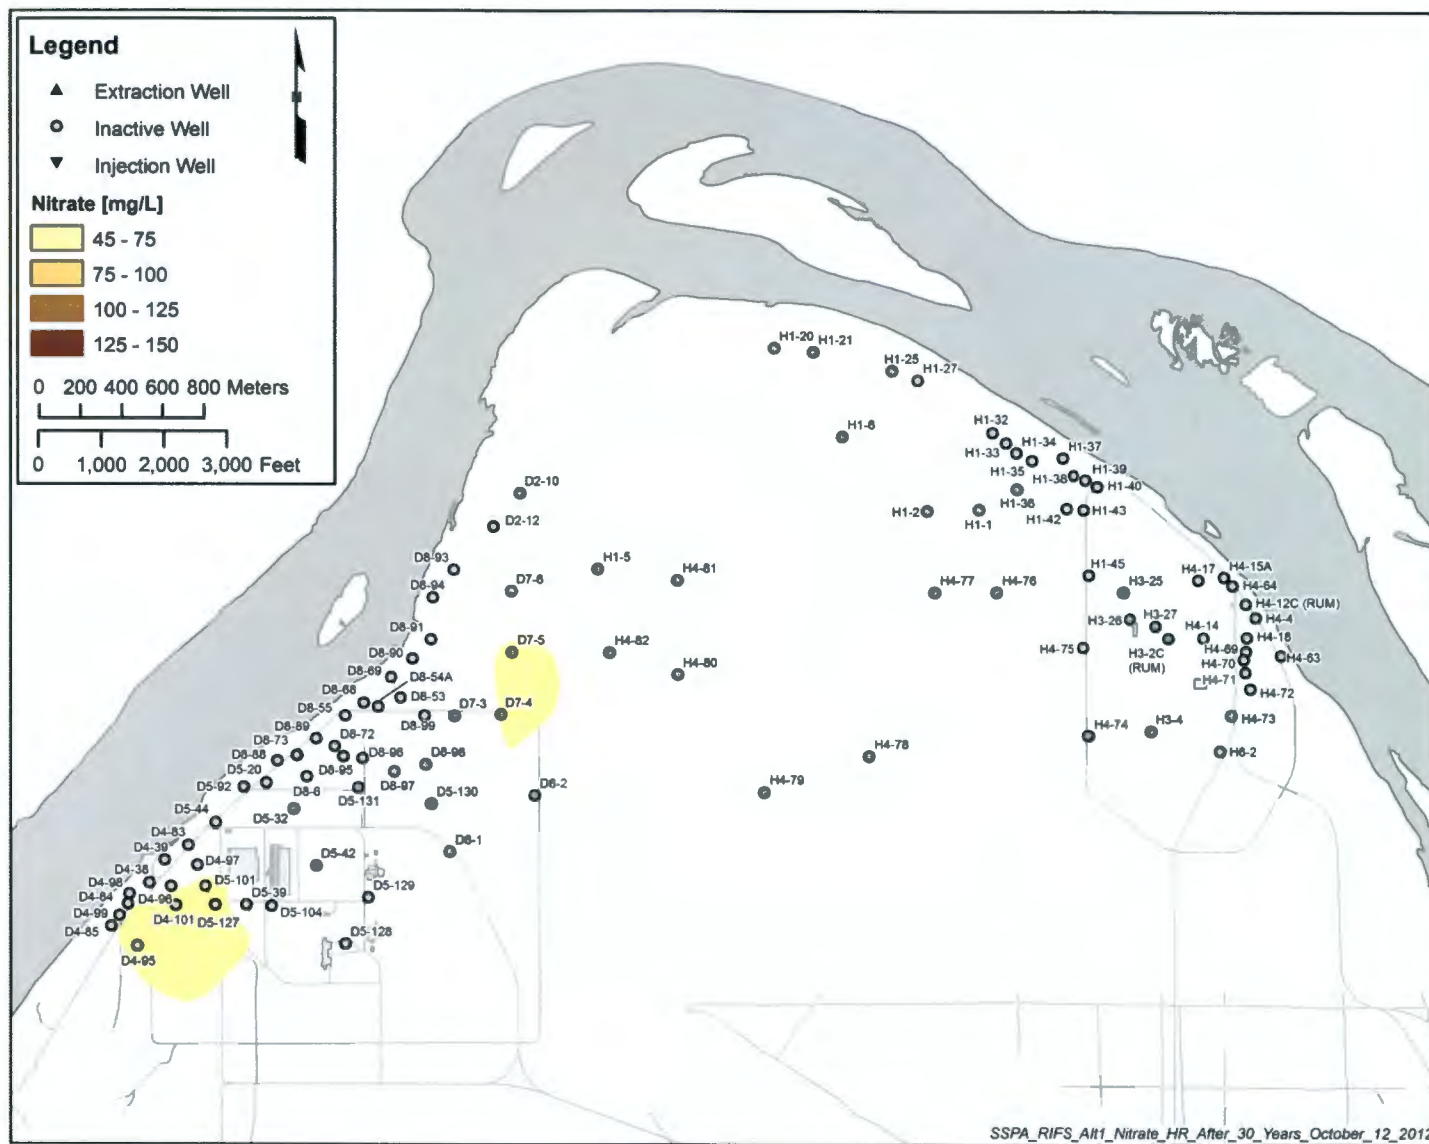 Legend
Extraction Well
Inactive Well
Injection Well
Nitrate [mg/L]
45 - 75
75 - 100
100 - 125
125 - 150
0 200 400 600 800 Meters
0 1,000 2,000 3,000 Feet
H1-20
H1-21
H1-25
H1-27
H1-6
H1-32
H1-33
H1-34
H1-37
H1-35
H1-38
H1-39
H1-40
H1-36
H1-2
H1-1
H1-42
H1-43
D2-10
D2-12
D8-93
D8-94
D7-6
H1-5
H4-81
H4-77
H4-76
H1-45
H3-25
H4-17
H4-15A
H4-64
H4-12C (RUM)
H4-4
H3-26
H3-27
H4-14
H4-18
H4-69
H4-63
H3-2C
(RUM)
H4-70
H4-71
H4-72
H4-75
D8-91
D8-90
D7-5
H4-82
H4-80
D8-69
D8-54A
D8-68
D8-53
D7-3
D7-4
D8-55
D8-99
H4-74
H3-4
H4-73
H6-2
D8-89
D8-72
D8-73
D8-96
D8-98
H4-78
D8-88
D8-95
D8-97
D5-20
D5-92
D8-6
D5-131
D5-130
D6-2
H4-79
D5-32
D5-44
D4-83
D4-39
D4-97
D5-42
D8-1
D4-38
D5-101
D5-39
D5-129
D4-98
D4-84
D4-96
D4-99
D4-101
D5-127
D5-104
D4-85
D5-128
D4-95
SSPA_RIFS_Alt1_Nitrate_HR_After_30_Years_October_12_2012